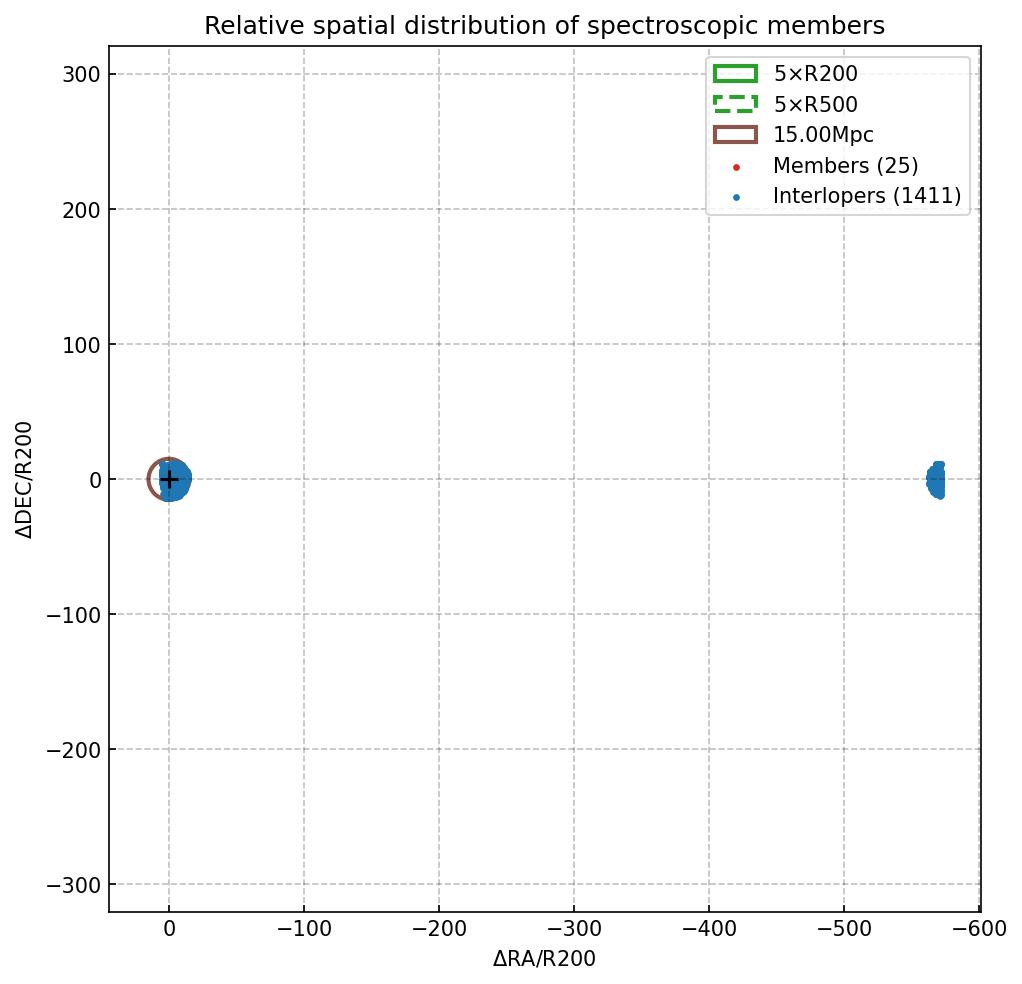 Relative spatial distribution of spectroscopic members
5×R200
5×R500
15.00Mpc
Members (25)
Interlopers (1411)
300
200
100
0
−100
−200
−300
ΔDEC/R200
0
−100
−200
−300
−400
−500
−600
ΔRA/R200